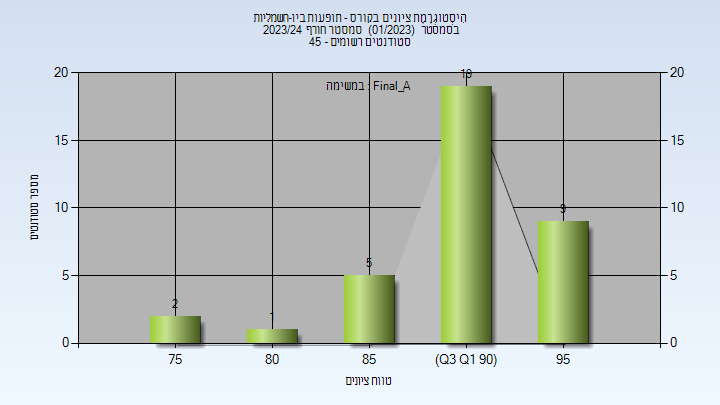 היסטוגרמת ציונים בקורס - תופעות ביו-חשמליות
בסמסטר (01/2023) סמסטר חורף 2023/24
סטודנטים רשומים - 45
במשימה : Final_A
מספר סטודנטים
20
15
10
5
0
20
15
10
5
0
2
1
5
19
9
75
80
85
(Q3 Q1 90)
95
טווח ציונים